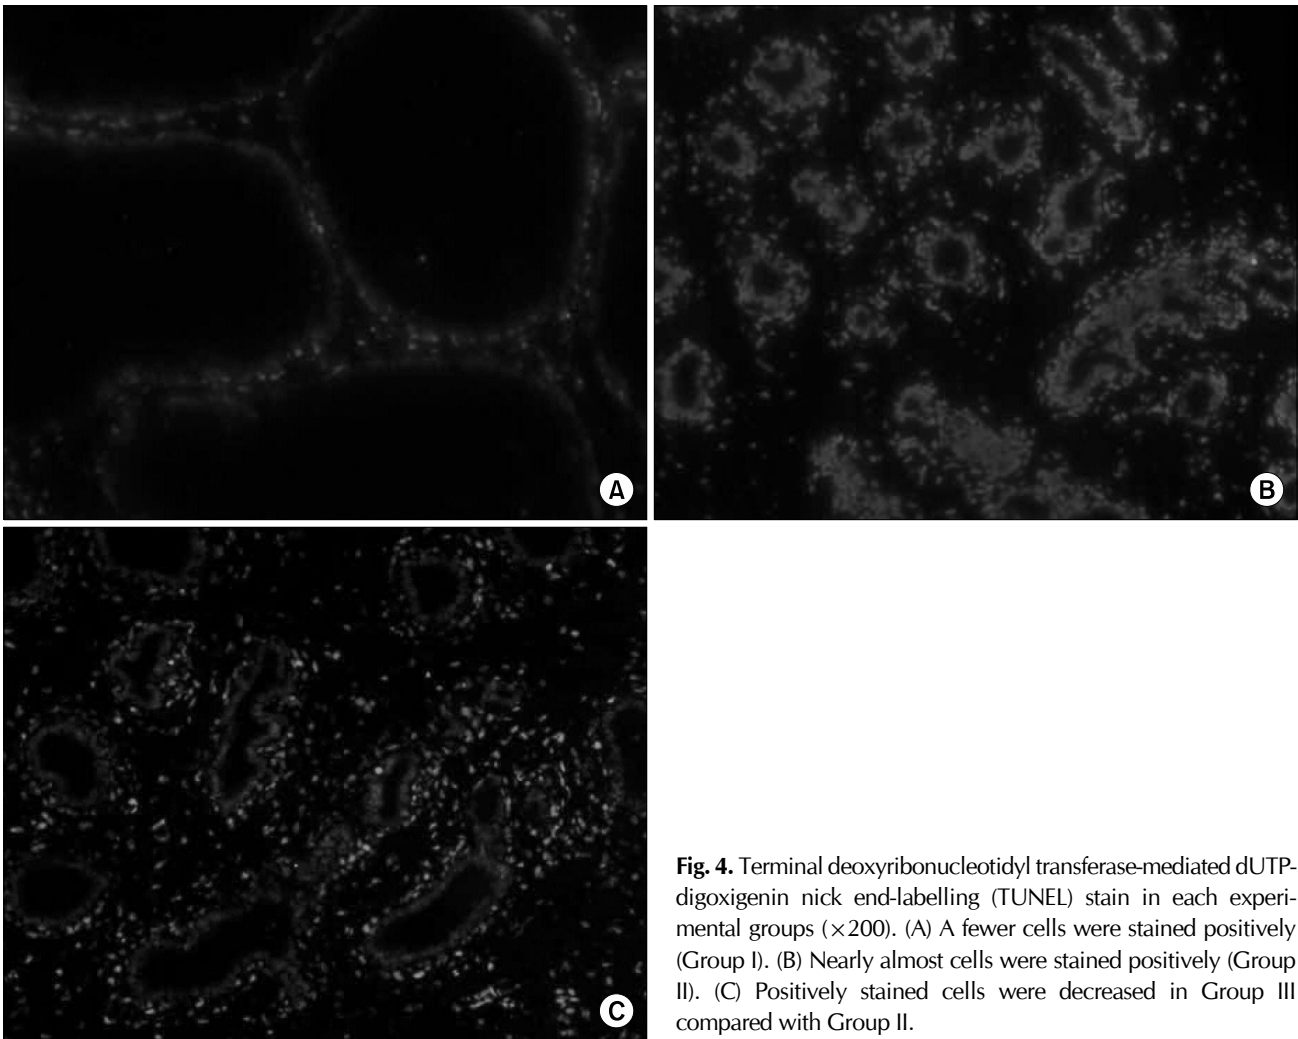 A
B
C
Fig. 4. Terminal deoxyribonucleotidyl transferase-mediated dUTP-
digoxigenin nick end-labelling (TUNEL) stain in each experi-
mental groups (×200). (A) A fewer cells were stained positively
(Group I). (B) Nearly almost cells were stained positively (Group
II). (C) Positively stained cells were decreased in Group III
compared with Group II.